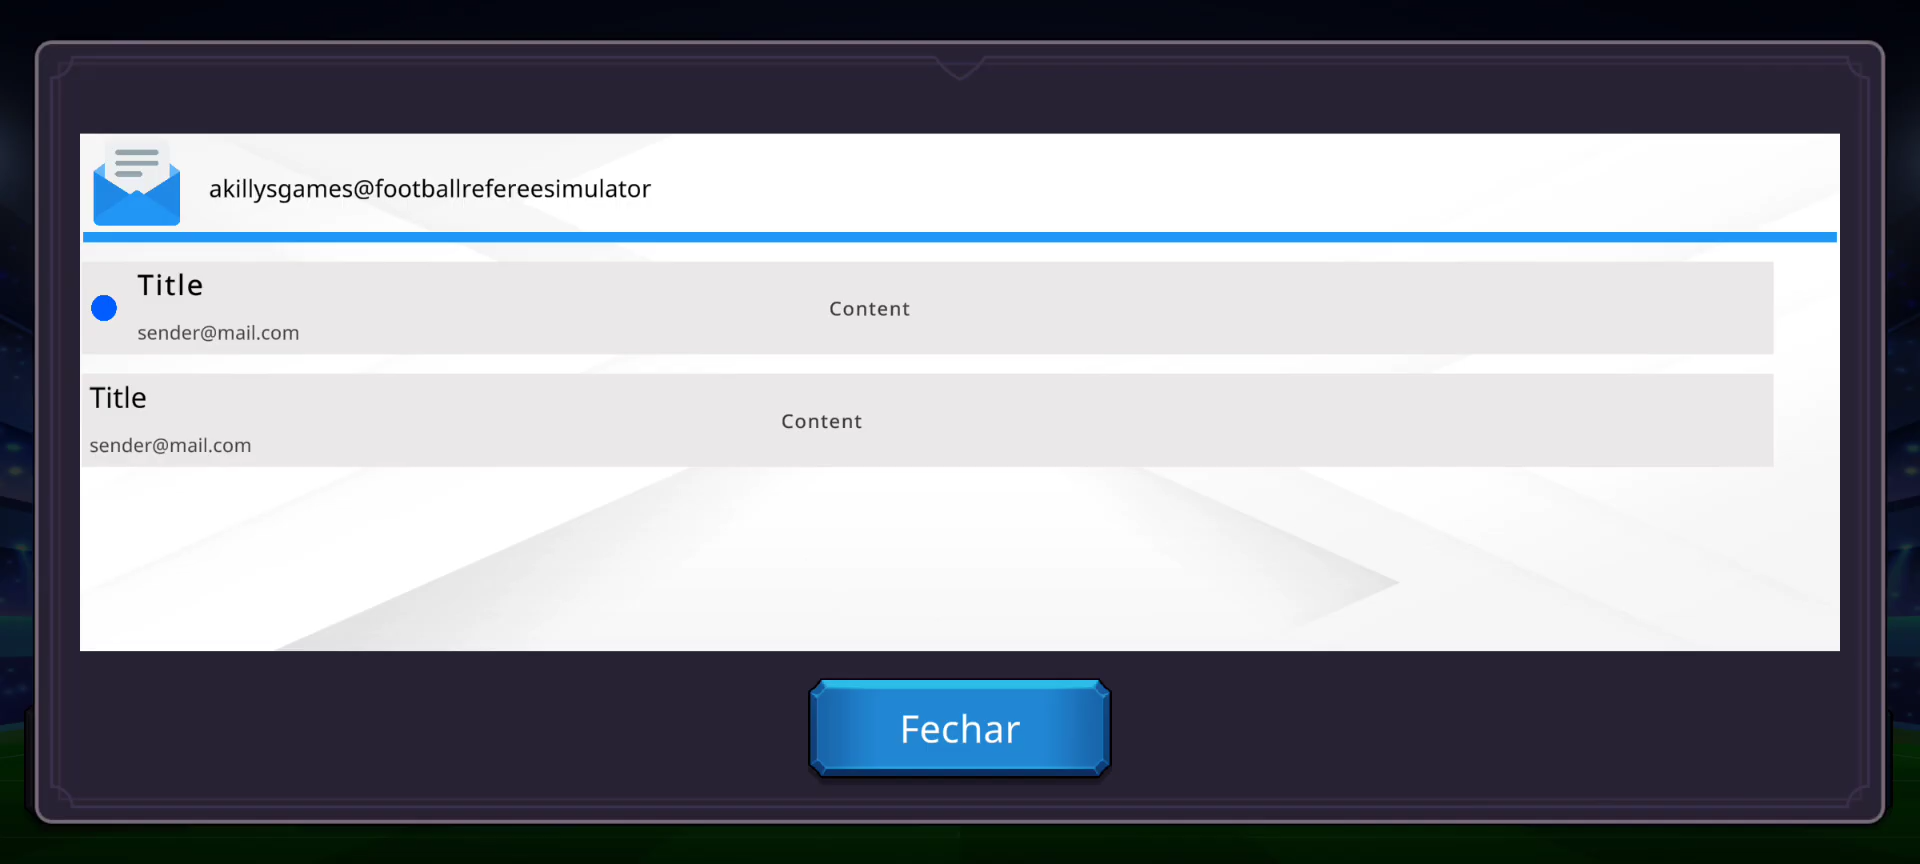 akillysgames@footballrefereesimulator
Title
Content
sender@mail.com
Title
Content
sender@mail.com
Fechar